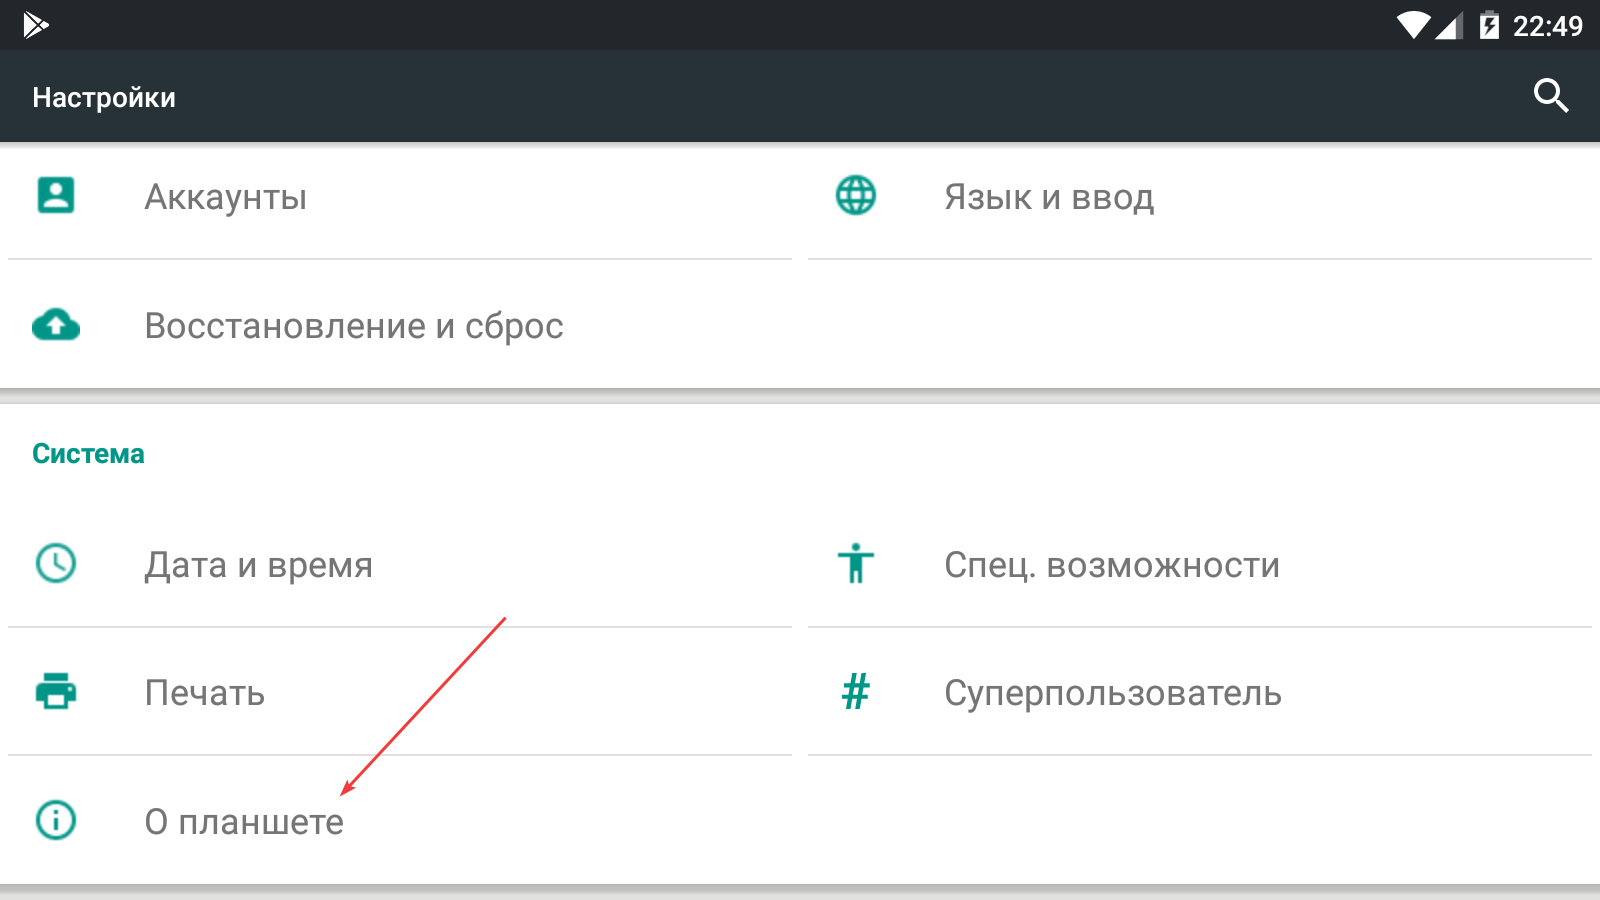 22:49
Настройки
Аккаунты
Язык и ввод
Восстановление и сброс
Система
Дата и время
Спец. возможности
Печать
# Суперпользователь
О планшете